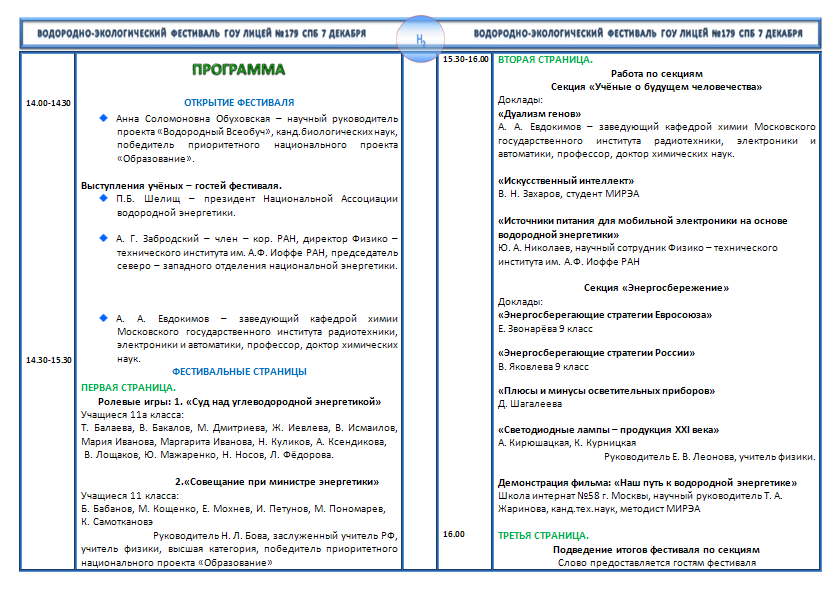 ВОДОРОДНО-ЭКОЛОГИЧЕСКИЙ ФЕСТИВАЛЬ ГОУ ЛИЦЕЙ №179 СПБ 7 ДЕКАБРЯ
H2
ВОДОРОДНО-ЭКОЛОГИЧЕСКИЙ ФЕСТИВАЛЬ ГОУ ЛИЦЕЙ №179 СПБ 7 ДЕКАБРЯ
ПРОГРАММА
14.00-1430
ОТКРЫТИЕ ФЕСТИВАЛЯ
Анна Соломоновна Обуховская – научный руководитель
проекта «Водородный Всеобуч», канд.биологических наук,
победитель приоритетного национального проекта
«Образование».
Выступления учёных – гостей фестиваля.
П.Б. Шелищ – президент Национальной Ассоциации
водородной энергетики.
А. Г. Забродский – член – кор. РАН, директор Физико –
технического института им. А.Ф. Иоффе РАН, председатель
северо – западного отделения национальной энергетики.
А. А. Евдокимов – заведующий кафедрой химии
Московского государственного института радиотехники,
электроники и автоматики, профессор, доктор химических
наук.
14.30-15.30
ФЕСТИВАЛЬНЫЕ СТРАНИЦЫ
ПЕРВАЯ СТРАНИЦА.
Ролевые игры: 1. «Суд над углеводородной энергетикой»
Учащиеся 11а класса:
Т. Балаева, В. Бакалов, М. Дмитриева, Ж. Иевлева, В. Исмаилов,
Мария Иванова, Маргарита Иванова, Н. Куликов, А. Ксендикова,
В. Лощаков, Ю. Мажаренко, Н. Носов, Л. Фёдорова.
2.«Совещание при министре энергетики»
Учащиеся 11 класса:
Б. Бабанов, М. Кощенко, Е. Мохнев, И. Петунов, М. Пономарев,
К. Самотканова
Руководитель Н. Л. Бова, заслуженный учитель РФ,
учитель физики, высшая категория, победитель приоритетного
национального проекта «Образование»
15.30-16.00
ВТОРАЯ СТРАНИЦА.
Работа по секциям
Секция «Учёные о будущем человечества»
Доклады:
«Дуализм генов»
А. А. Евдокимов – заведующий кафедрой химии Московского
государственного института радиотехники, электроники и
автоматики, профессор, доктор химических наук.
«Искусственный интеллект»
В. Н. Захаров, студент МИРЭА
«Источники питания для мобильной электроники на основе
водородной энергетики»
Ю. А. Николаев, научный сотрудник Физико – технического
института им. А.Ф. Иоффе РАН
Секция «Энергосбережение»
Доклады:
«Энергосберегающие стратегии Евросоюза»
Е. Звонарёва 9 класс
«Энергосберегающие стратегии России»
В. Яковлева 9 класс
«Плюсы и минусы осветительных приборов»
Д. Шагалеева
«Светодиодные лампы – продукция XXI века»
А. Кирюшацкая, К. Курницкая
Руководитель Е. В. Леонова, учитель физики.
Демонстрация фильма: «Наш путь к водородной энергетике»
Школа интернат №58 г. Москвы, научный руководитель Т. А.
Жаринова, канд.тех.наук, методист МИРЭА
16.00
ТРЕТЬЯ СТРАНИЦА.
Подведение итогов фестиваля по секциям
Слово предоставляется гостям фестиваля